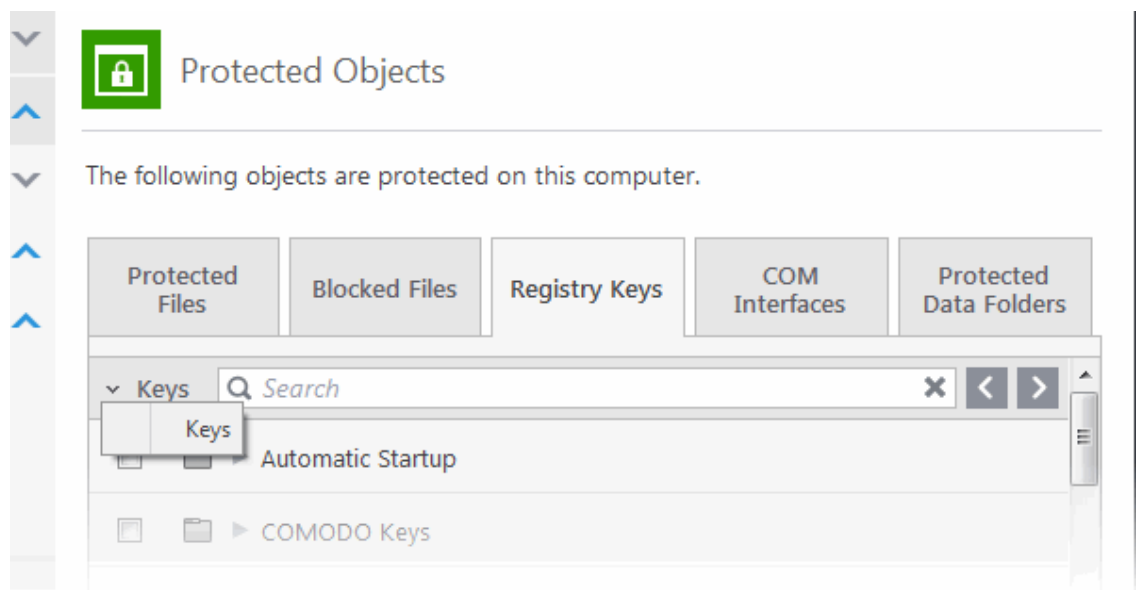 Protected Objects
The following objects are protected on this computer.
Protected
Files
Blocked Files
Registry Keys
COM
Interfaces
Protected
Data Folders
Keys
Search
Keys
Automatic Startup
COMODO Keys